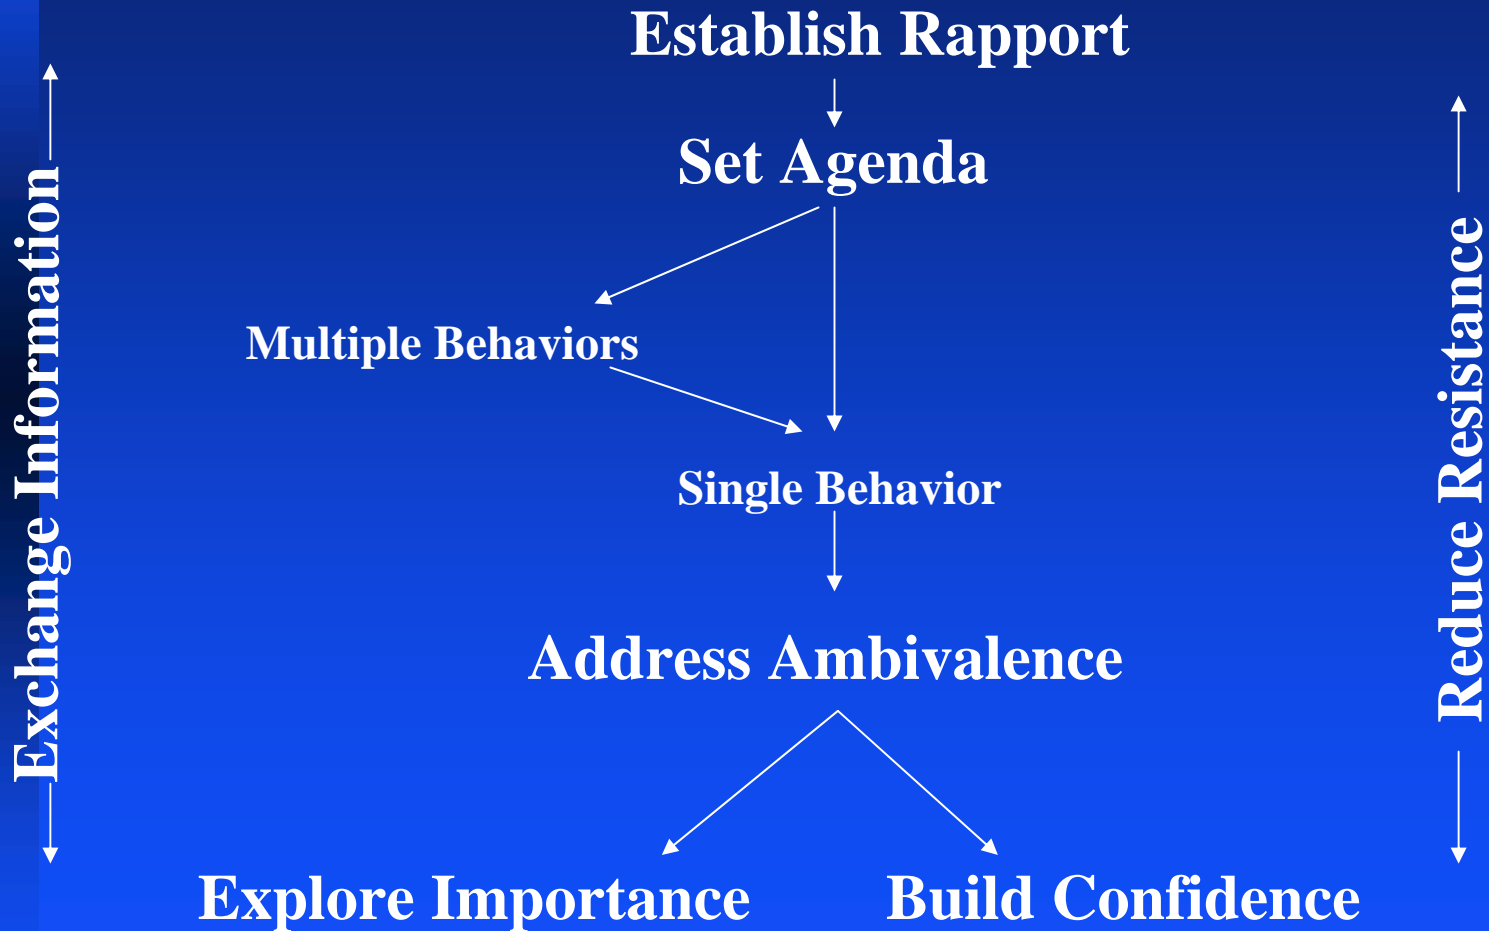 Establish Rapport
Set Agenda
Multiple Behaviors
Single Behavior
Address Ambivalence
Explore Importance
Build Confidence
Exchange Information
Reduce Resistance